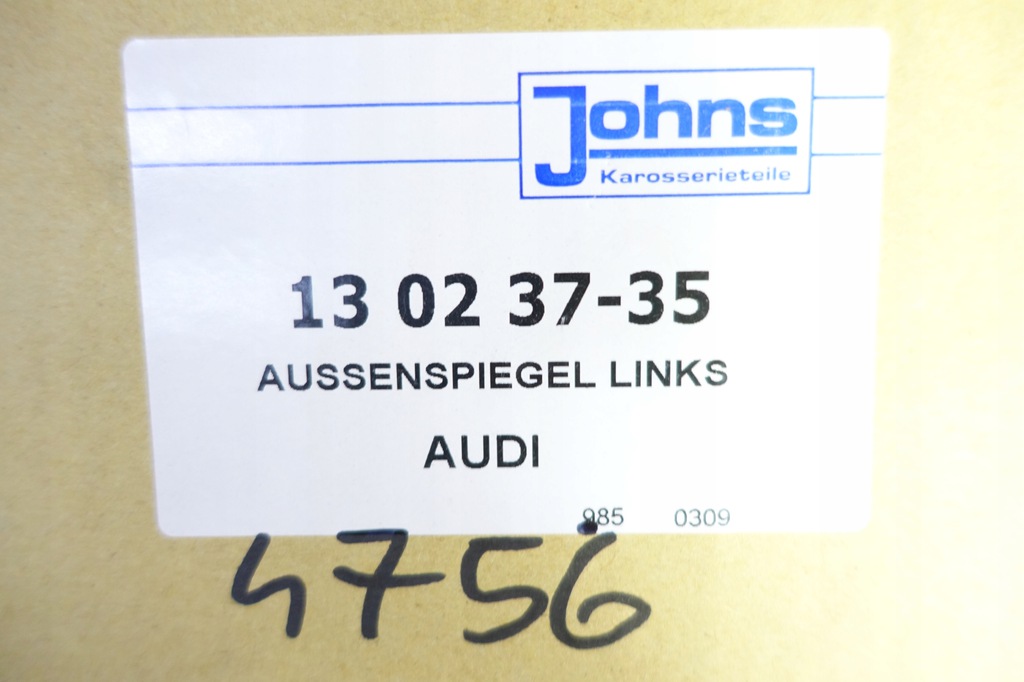 Johns
Karosserieteile
13 02 37-35
AUSSENSPIEGEL LINKS
AUDI
985 0309
4756